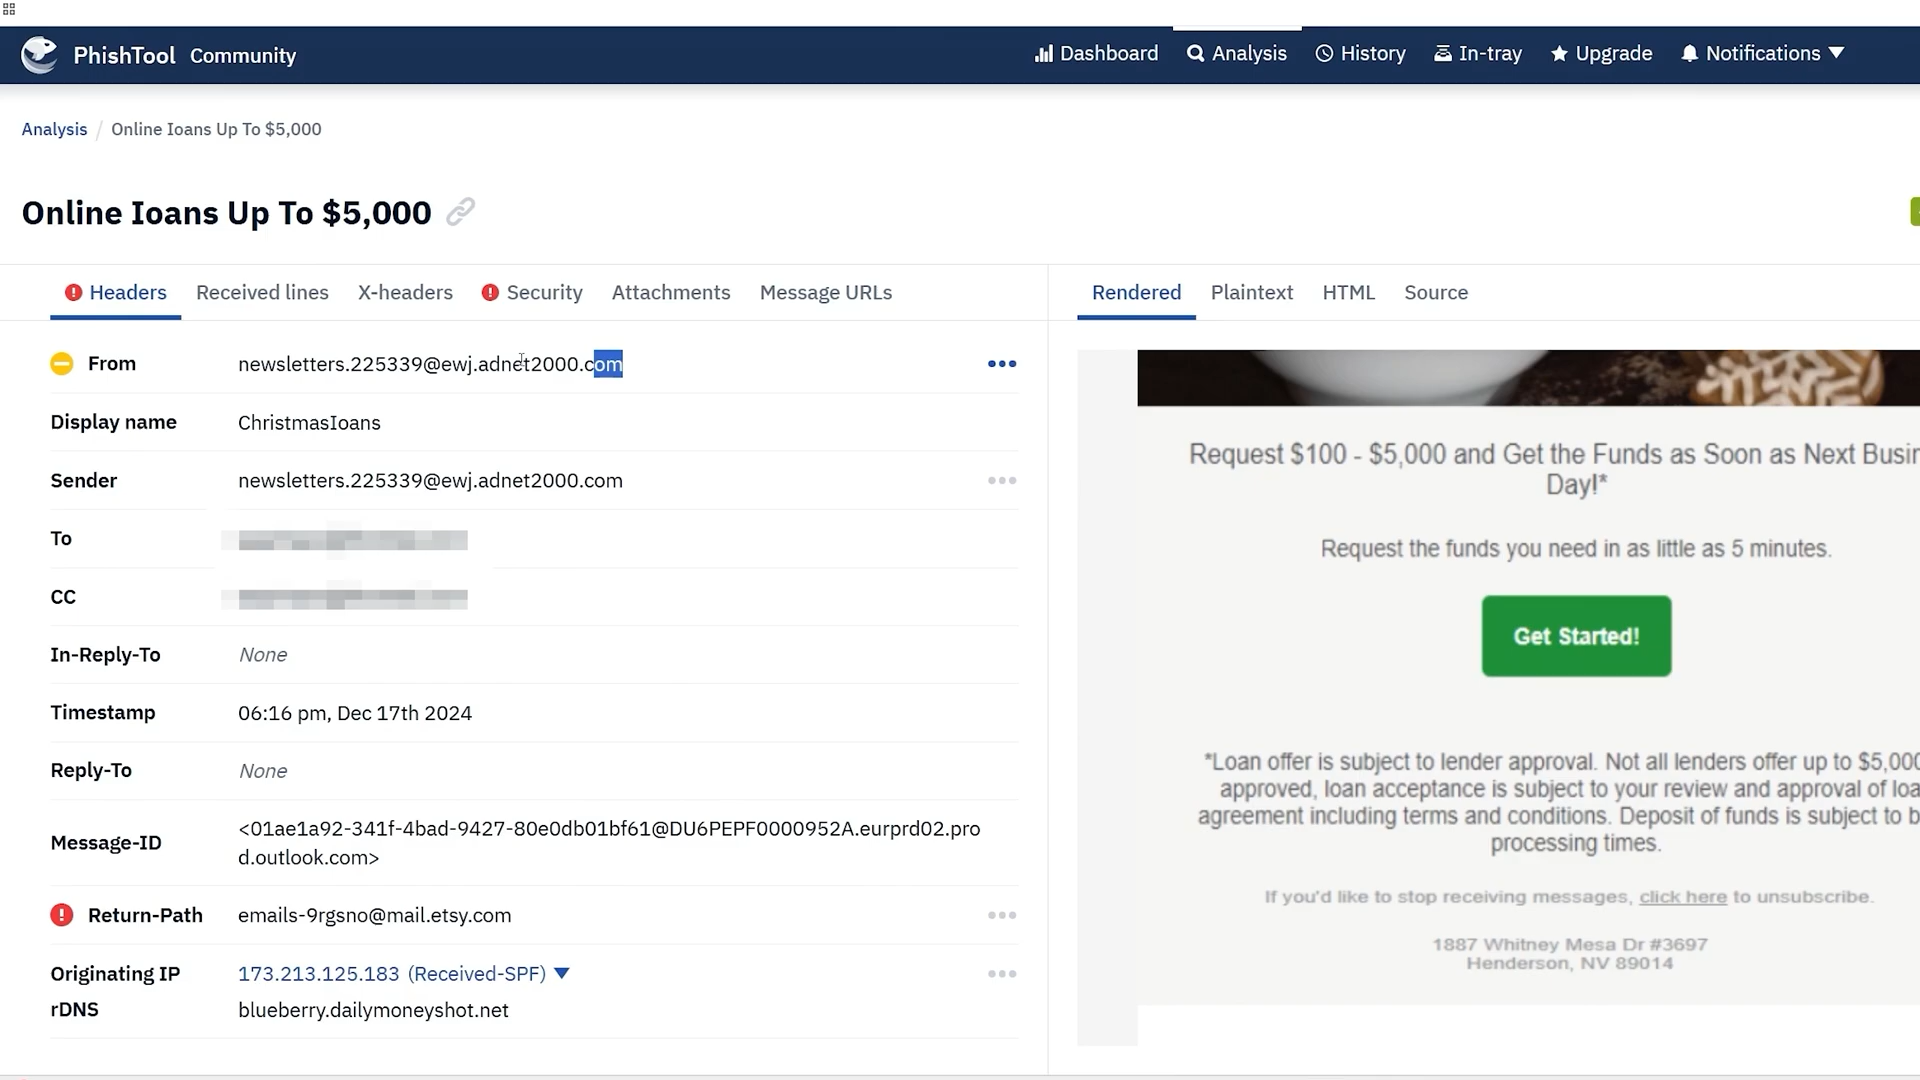 PhishTool Community
Dashboard Analysis History In-tray Upgrade Notifications
Analysis / Online Ioans Up To $5,000
Online Ioans Up To $5,000
Headers Received lines X-headers Security Attachments Message URLs
From newsletters.225339@ewj.adnet2000.com
Display name ChristmasIoans
Sender newsletters.225339@ewj.adnet2000.com
To
CC
In-Reply-To None
Timestamp 06:16 pm, Dec 17th 2024
Reply-To None
Message-ID <01ae1a92-341f-4bad-9427-80e0db01bf61@DU6PEPF0000952A.eurprd02.pro
d.outlook.com>
Return-Path emails-9rgsno@mail.etsy.com
Originating IP 173.213.125.183 (Received-SPF)
rDNS blueberry.dailymoneyshot.net
Rendered Plaintext HTML Source
Request $100 - $5,000 and Get the Funds as Soon as Next Busin
Day!*
Request the funds you need in as little as 5 minutes.
Get Started!
*Loan offer is subject to lender approval. Not all lenders offer up to $5,000
approved, loan acceptance is subject to your review and approval of loa
agreement including terms and conditions. Deposit of funds is subject to b
processing times.
If you'd like to stop receiving messages, click here to unsubscribe.
1887 Whitney Mesa Dr #3697
Henderson, NV 89014